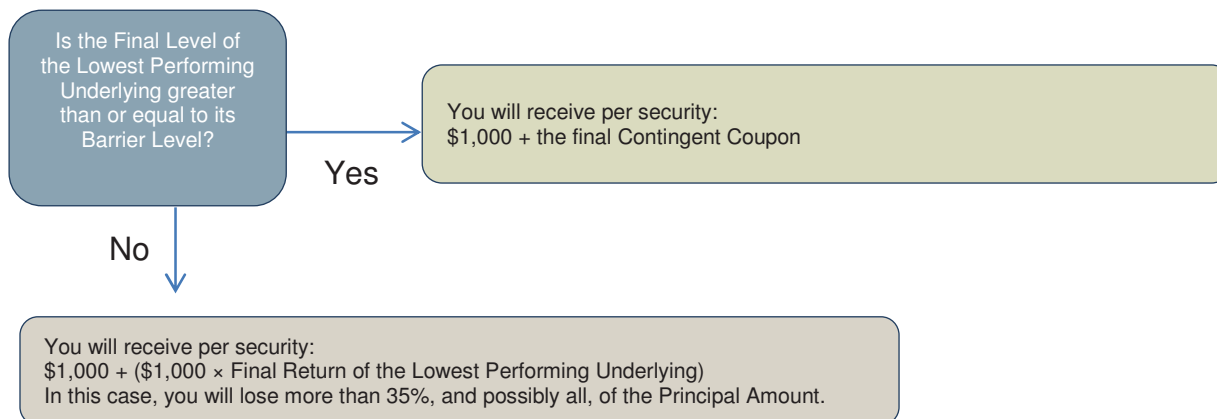 Is the Final Level of
the Lowest Performing
Underlying greater
than or equal to its
Barrier Level?
You will receive per security:
$1,000 + the final Contingent Coupon
Yes
No
You will receive per security:
$1,000 + ($1,000 × Final Return of the Lowest Performing Underlying)
In this case, you will lose more than 35%, and possibly all, of the Principal Amount.